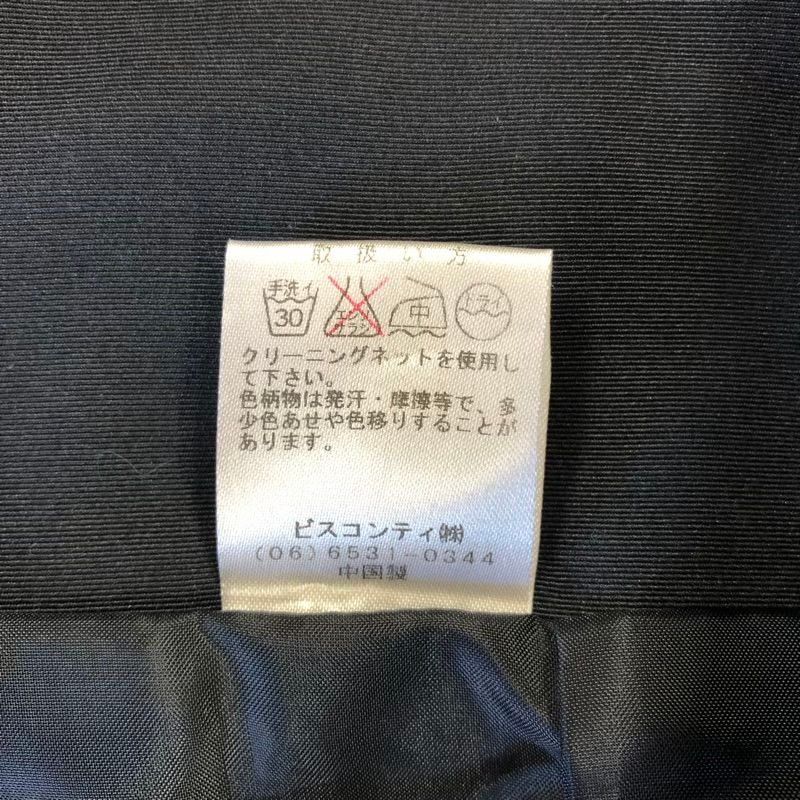 取扱い方
手洗イ
30
エンソ
サラシ
中
ドライ
クリーニングネットを使用し
て下さい。
色柄物は発汗・摩擦等で、多
少色あせや色移りすることが
あります。
ビスコンティ㈱
(06)6531-0344
中国製